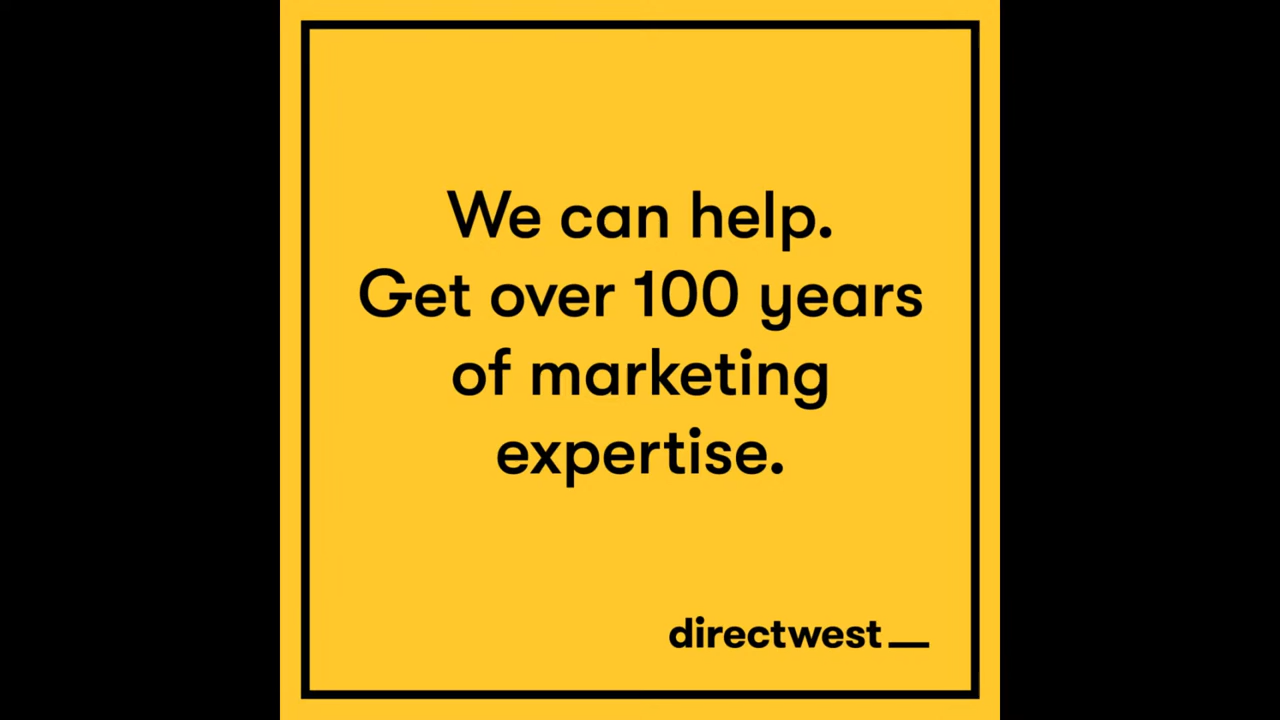 We can help.
Get over 100 years
of marketing
expertise.
directwest